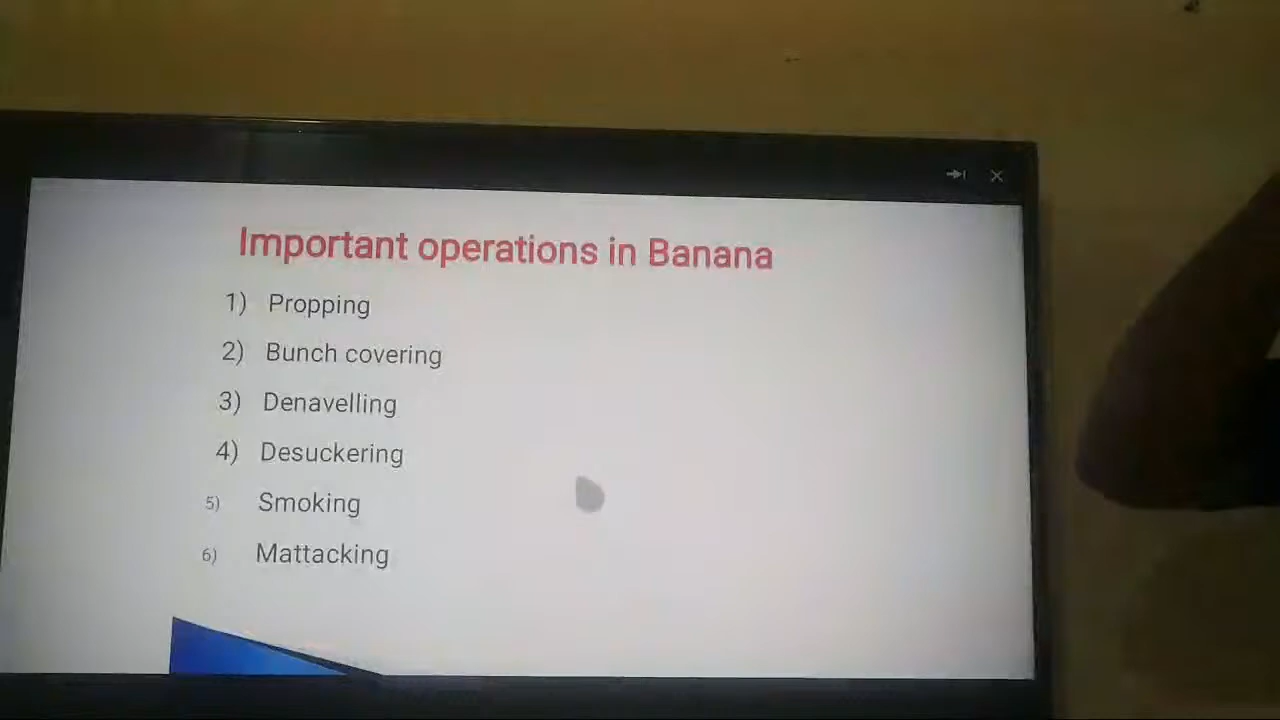 Important operations in Banana
1) Propping
2) Bunch covering
3) Denavelling
4) Desuckering
5) Smoking
6) Mattacking